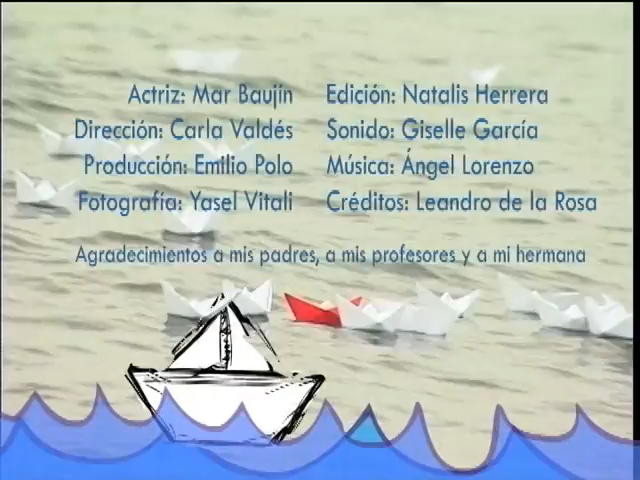 Actriz: Mar Baujín
Dirección: Carla Valdés
Producción: Emilio Polo
Fotografía: Yasel Vitali
Edición: Natalis Herrera
Sonido: Giselle García
Música: Ángel Lorenzo
Créditos: Leandro de la Rosa
Agradecimientos a mis padres, a mis profesores y a mi hermana